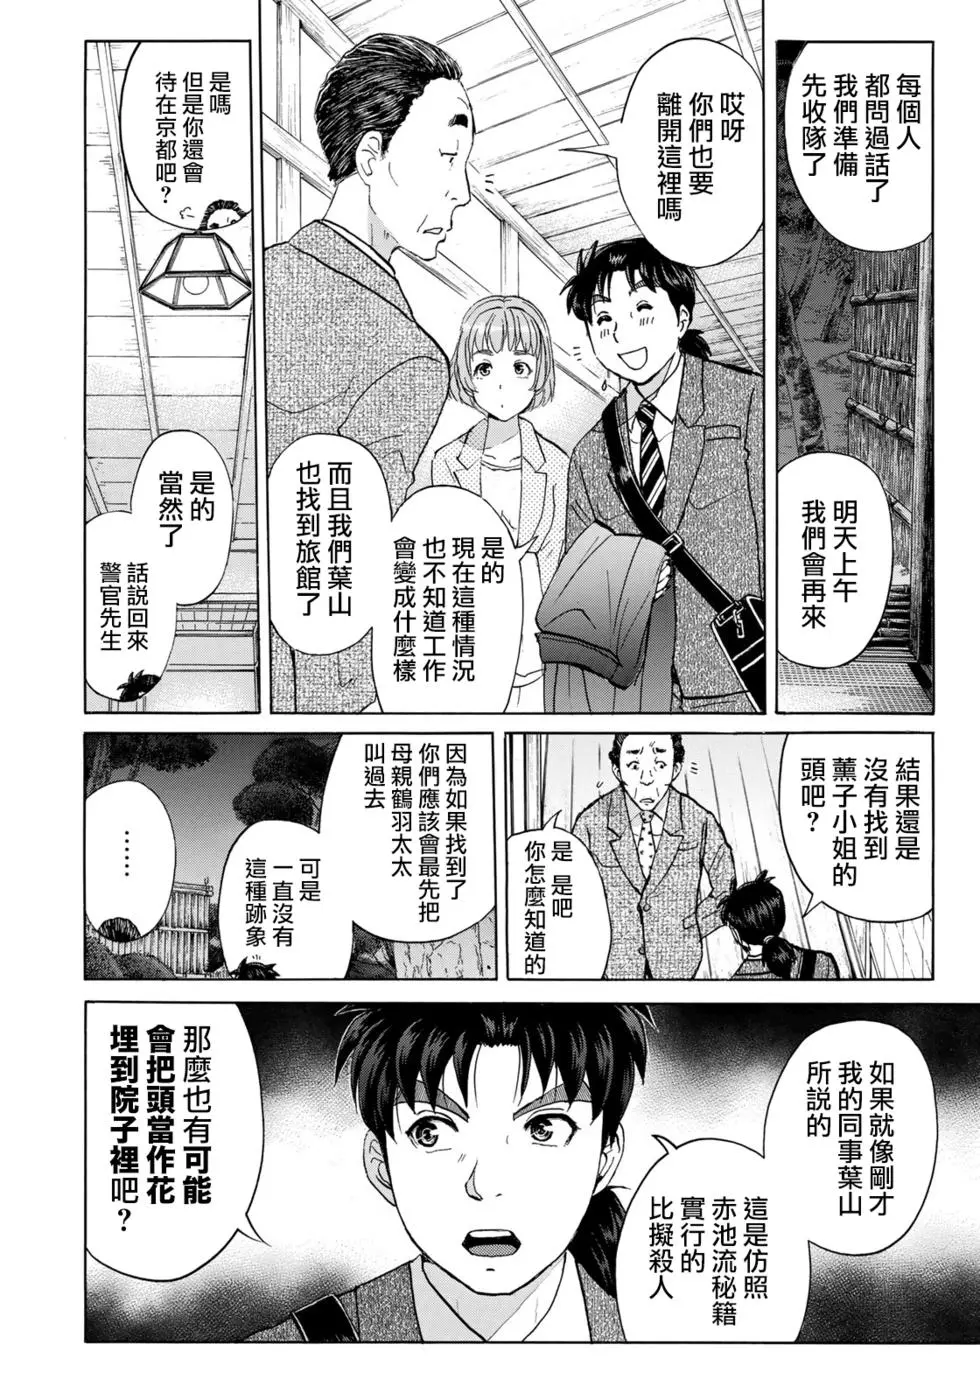 每個人
都問過話了
我們準備
先收隊了
明天上午
我們會再來
哎呀
你們也要
離開這裡嗎
是的
現在這種情況
也不知道工作
會變成什麼樣
而且我們葉山
也找到旅館了
是嗎
但是你還會
待在京都吧？
是的
當然了
話說回來
警官先生
結果還是
沒有找到
薰子小姐的
頭吧？
是 是吧
你怎麼知道的
因為如果找到了
你們應該會最先把
母親鶴羽太太
叫過去
可是
一直沒有
這種跡象
……
如果就像剛才
我的同事葉山
所說的
這是仿照
赤池流秘籍
實行的
比擬殺人
那麼也有可能
會把頭當作花
埋到院子裡吧？